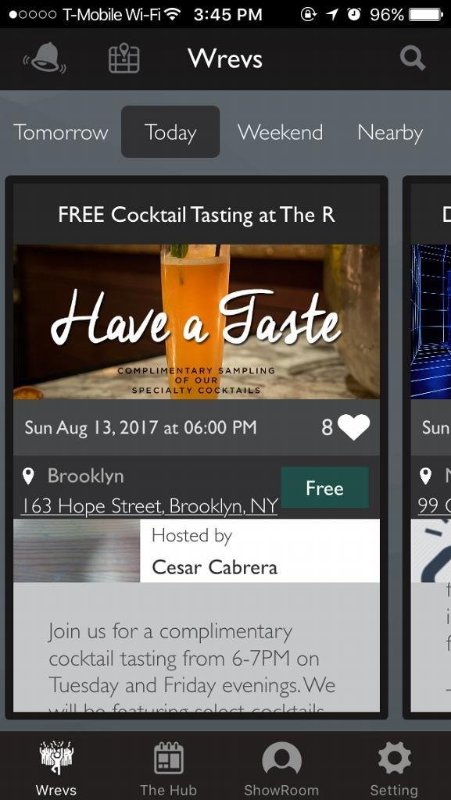 T-Mobile Wi-Fi 3:45 PM 96%
Wrevs
Tomorrow Today Weekend Nearby
FREE Cocktail Tasting at The R
Have a Taste
COMPLIMENTARY SAMPLING
OF OUR
SPECIALTY COCKTAILS
Sun Aug 13, 2017 at 06:00 PM 8 Sun
Brooklyn
163 Hope Street, Brooklyn, NY Free 99
Hosted by
Cesar Cabrera
Join us for a complimentary
cocktail tasting from 6-7PM on
Tuesday and Friday evenings. We
will be featuring select cocktails
Wrevs The Hub ShowRoom Setting